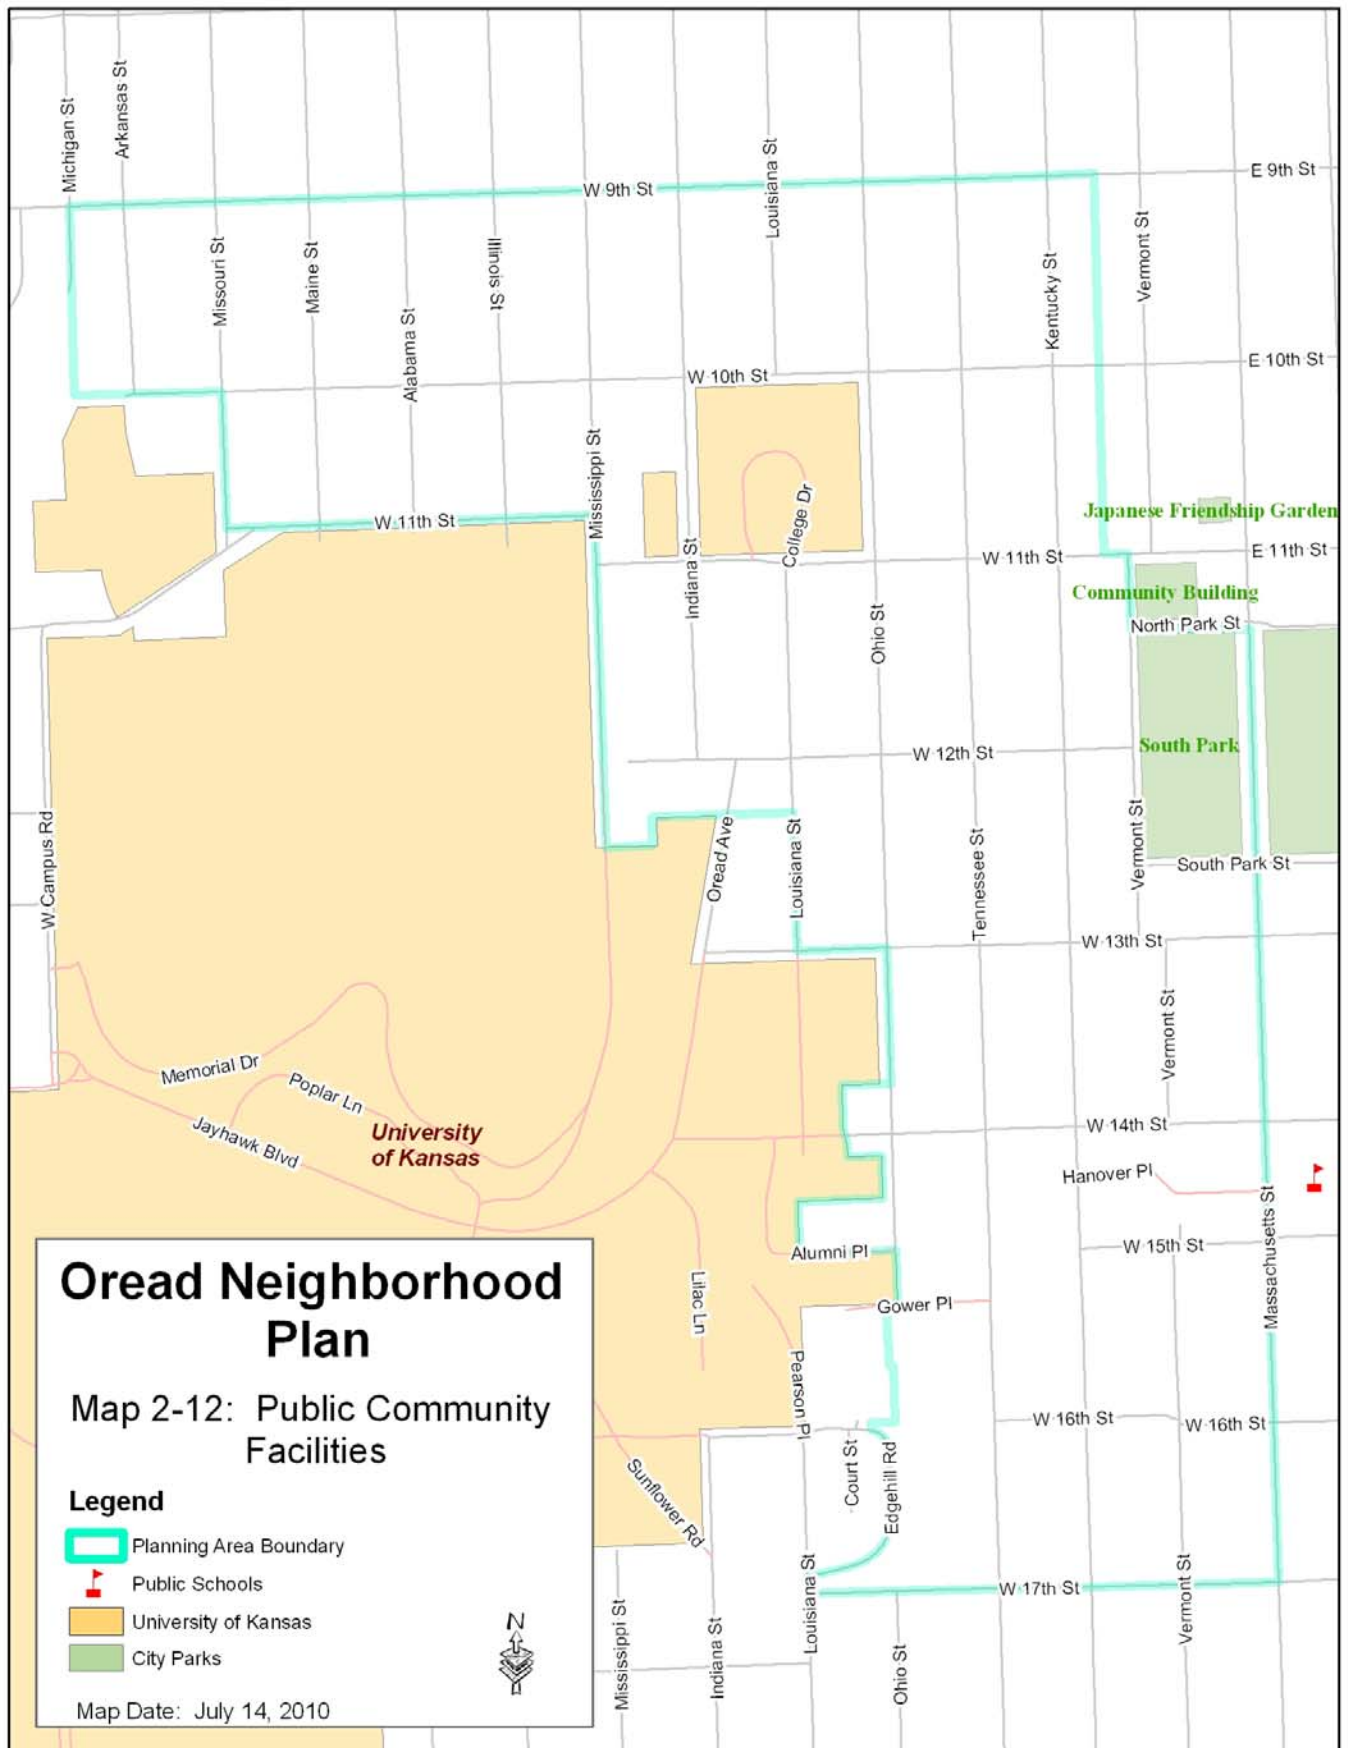 Michigan St
Arkansas St
Louisiana St
E 9th St
W 9th St
Missouri St
Maine St
Illinois St
Alabama St
Kentucky St
Vermont St
E 10th St
W 10th St
Mississippi St
College Dr
Japanese Friendship Garden
W 11th St
W 11th St
E 11th St
Indiana St
Community Building
North Park St
Ohio St
South Park
W 12th St
W Campus Rd
Oread Ave
Louisiana St
Tennessee St
Vermont St
South Park St
W 13th St
Vermont St
Memorial Dr
Poplar Ln
Jayhawk Blvd
University
of Kansas
W 14th St
Hanover Pl
Massachusetts St
Alumni Pl
W 15th St
Lilac Ln
Gower Pl
Pearson Pl
W 16th St
W 16th St
Court St
Edgehill Rd
Sunflower Rd
Louisiana St
W 17th St
Vermont St
Mississippi St
Indiana St
Ohio St
Oread Neighborhood
Plan
Map 2-12: Public Community
Facilities
Legend
Planning Area Boundary
Public Schools
University of Kansas
City Parks
N
Map Date: July 14, 2010